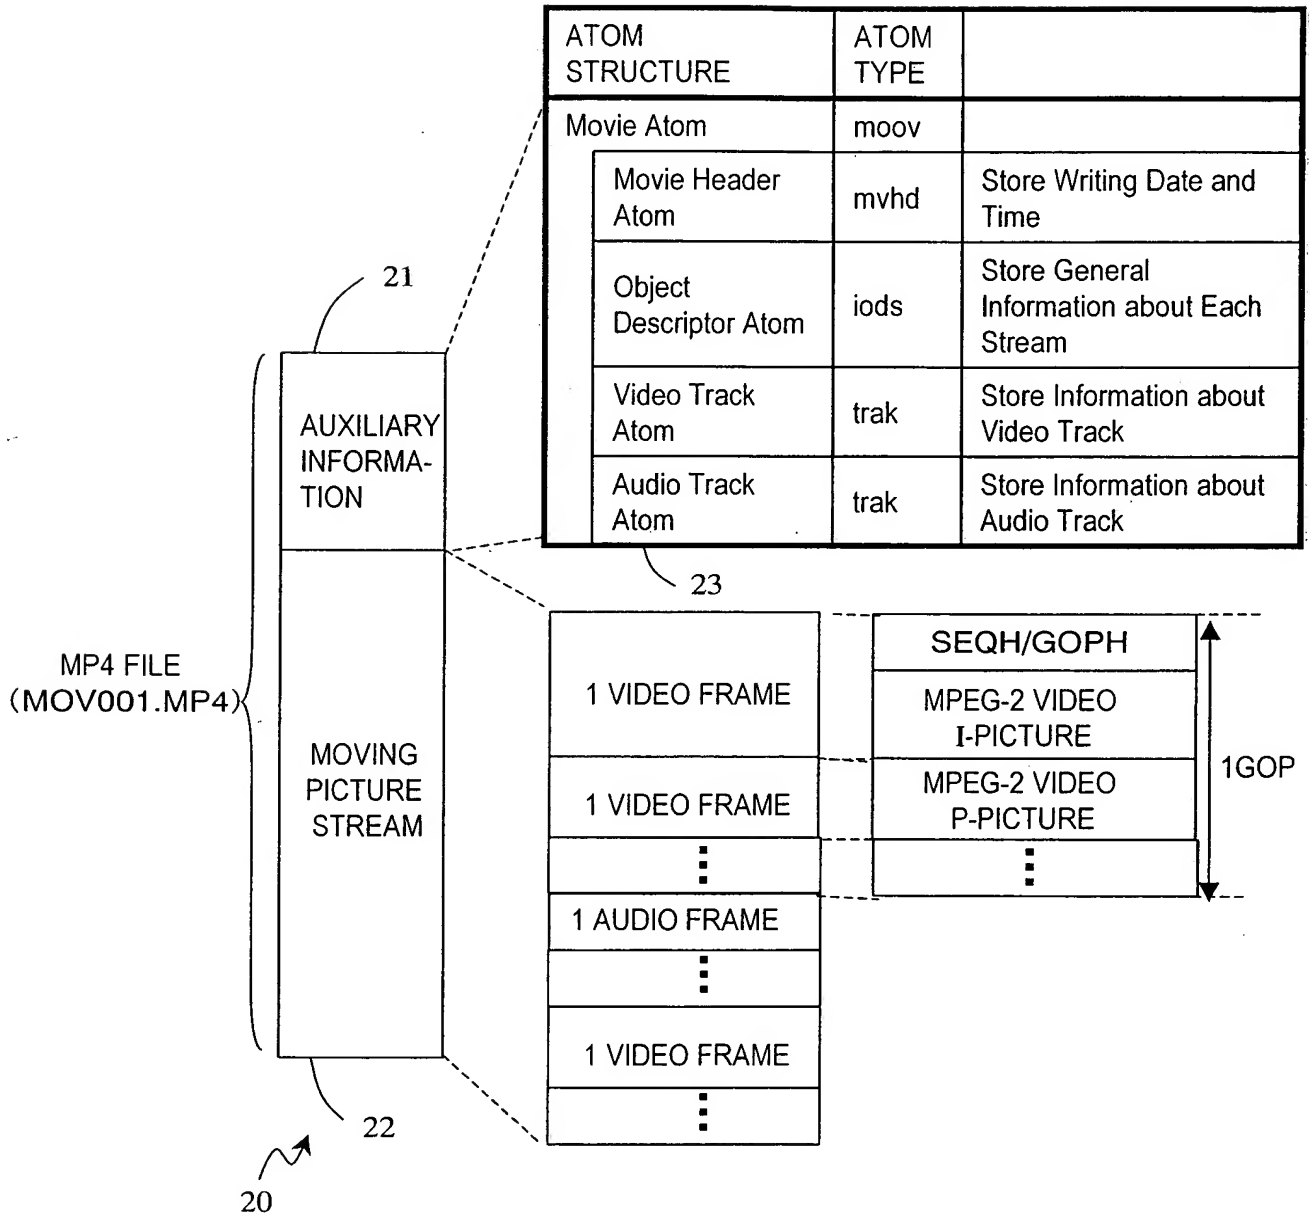 ATOM
STRUCTURE
ATOM
TYPE
Movie Atom
moov
Movie Header
Atom
mvhd
Store Writing Date and
Time
Object
Descriptor Atom
iods
Store General
Information about Each
Stream
Video Track
Atom
trak
Store Information about
Video Track
Audio Track
Atom
trak
Store Information about
Audio Track
23
21
AUXILIARY
INFORMA-
TION
MP4 FILE
(MOV001.MP4)
MOVING
PICTURE
STREAM
22
20
1 VIDEO FRAME
1 VIDEO FRAME
1 AUDIO FRAME
1 VIDEO FRAME
SEQH/GOPH
MPEG-2 VIDEO
I-PICTURE
MPEG-2 VIDEO
P-PICTURE
1GOP